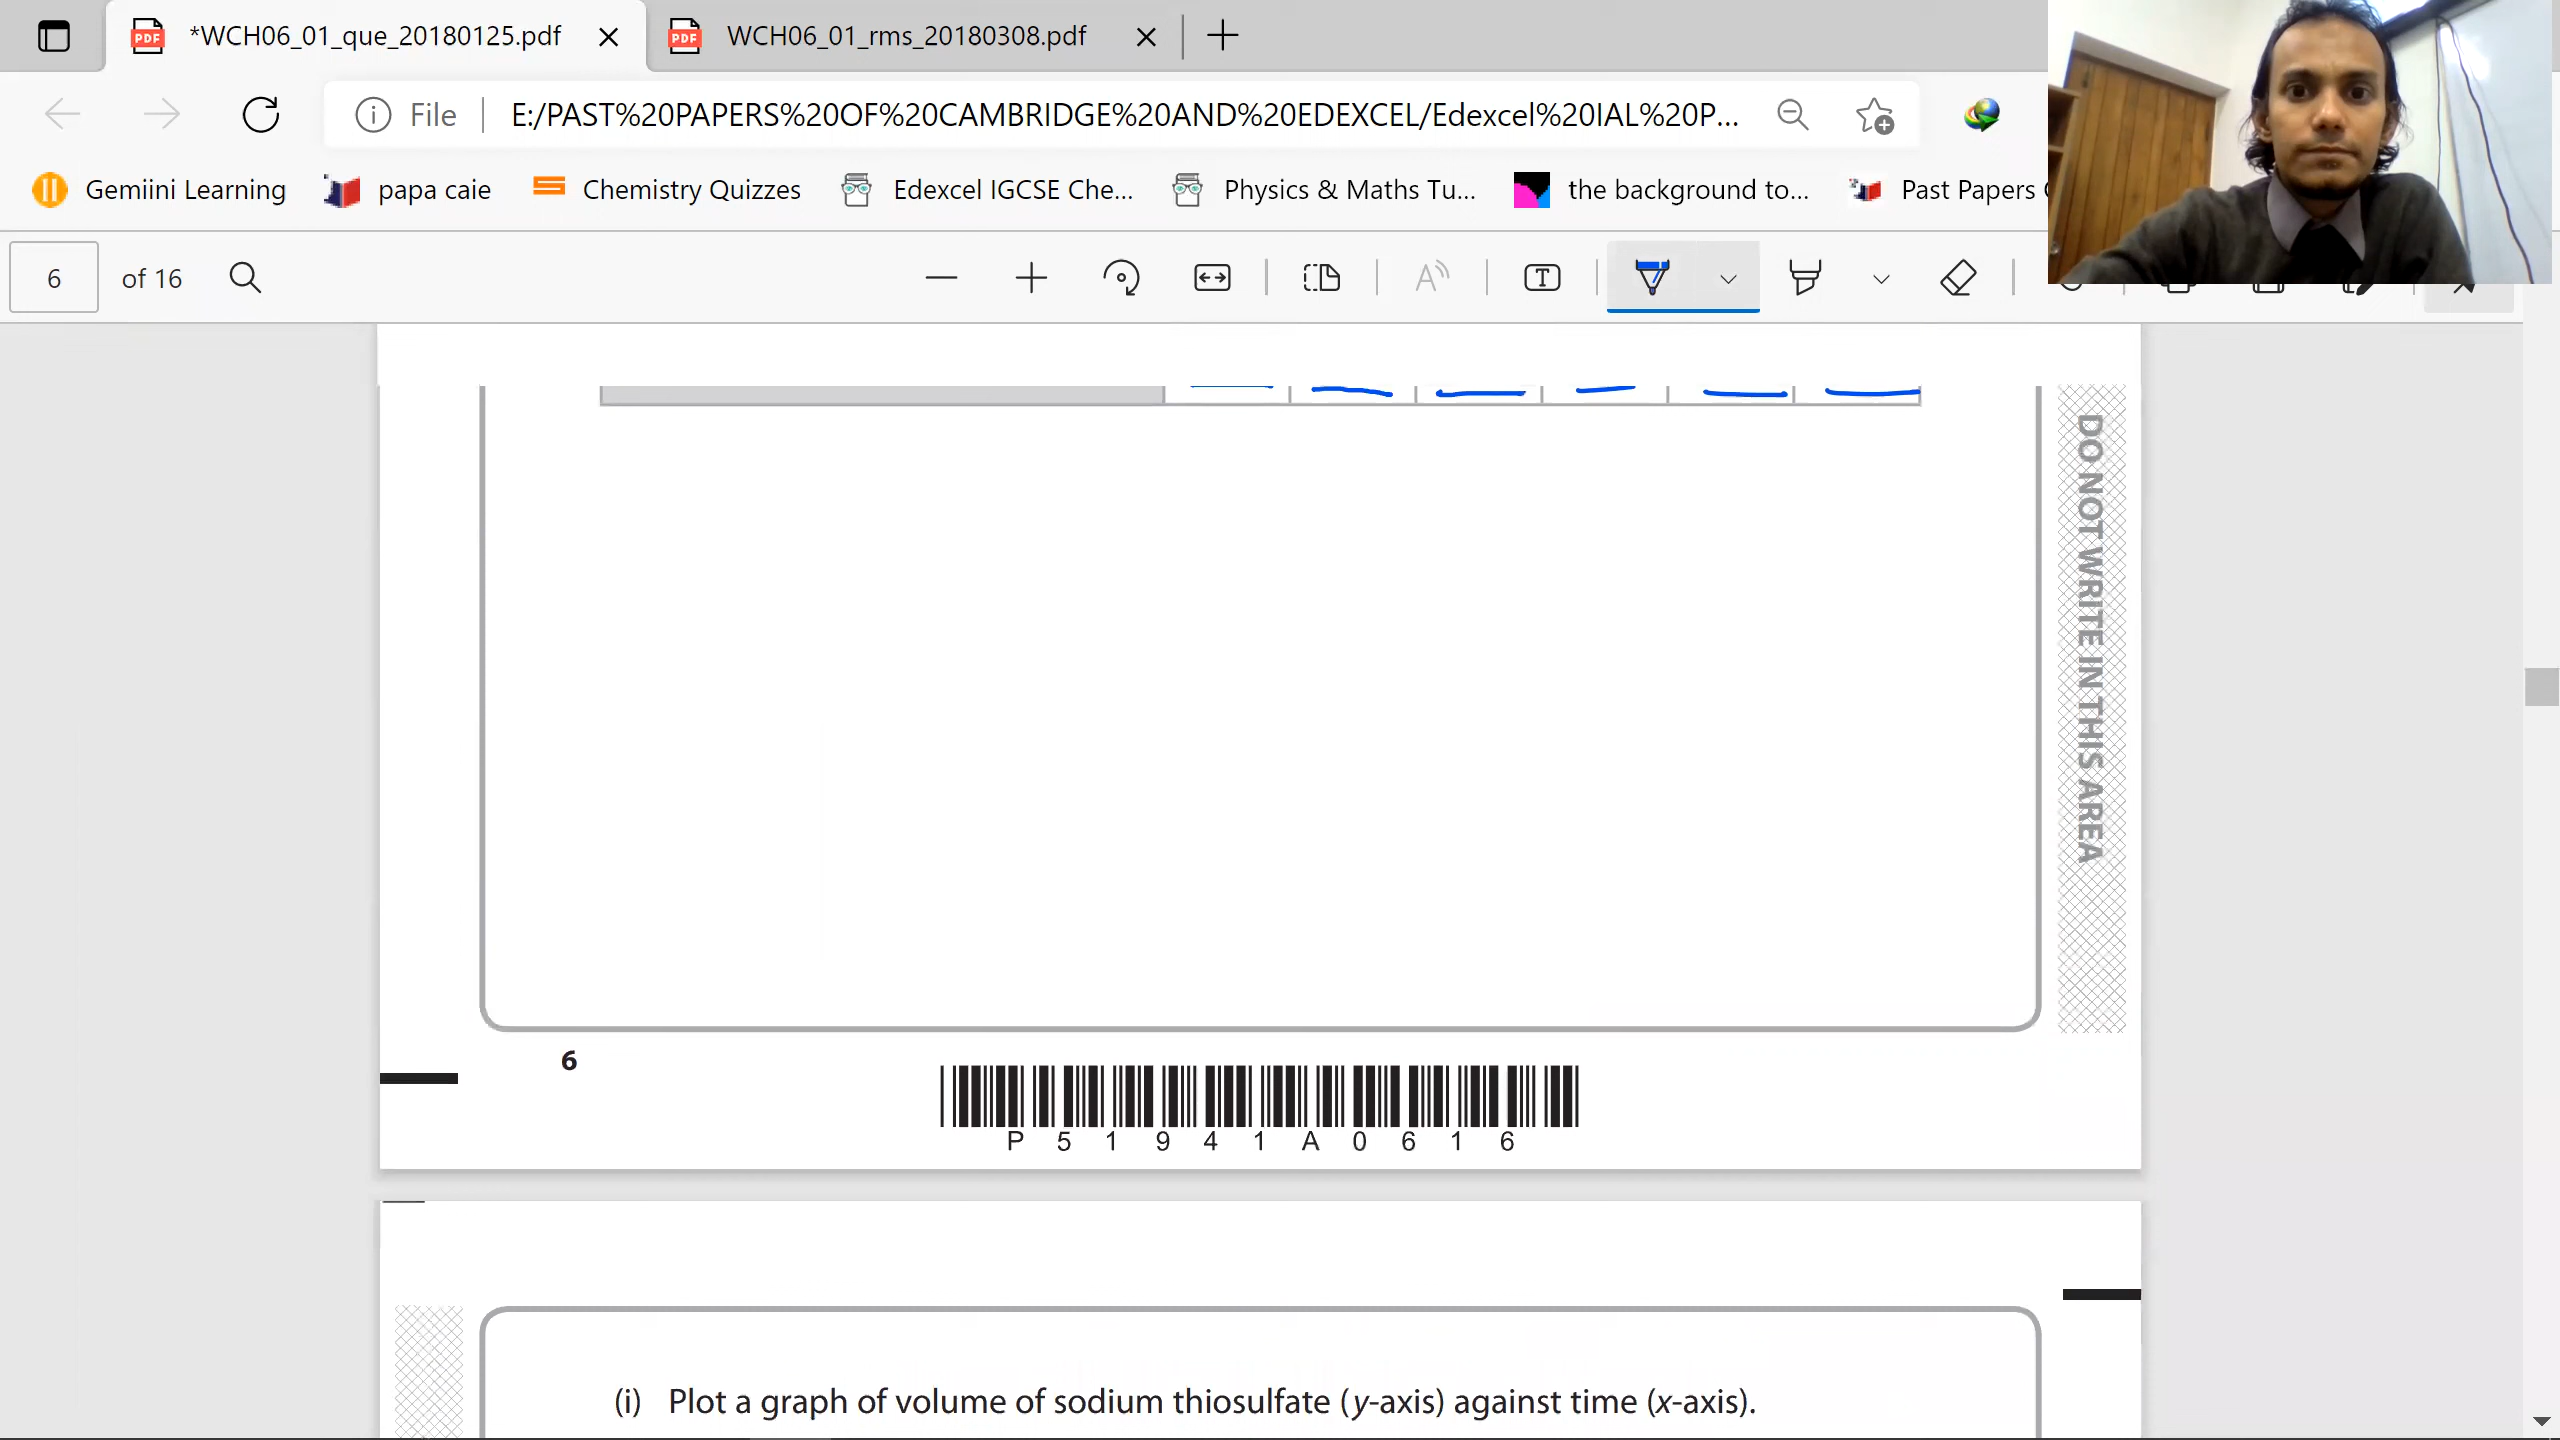 *WCH06_01_que_20180125.pdf
WCH06_01_rms_20180308.pdf
File
E:/PAST%20PAPERS%20OF%20CAMBRIDGE%20AND%20EDEXCEL/Edexcel%20IAL%20P...
Gemiini Learning
papa caie
Chemistry Quizzes
Edexcel IGCSE Che...
Physics & Maths Tu...
the background to...
Past Papers
6 of 16
DO NOT WRITE IN THIS AREA
6
P 5 1 9 4 1 A 0 6 1 6
(i) Plot a graph of volume of sodium thiosulfate (y-axis) against time (x-axis).